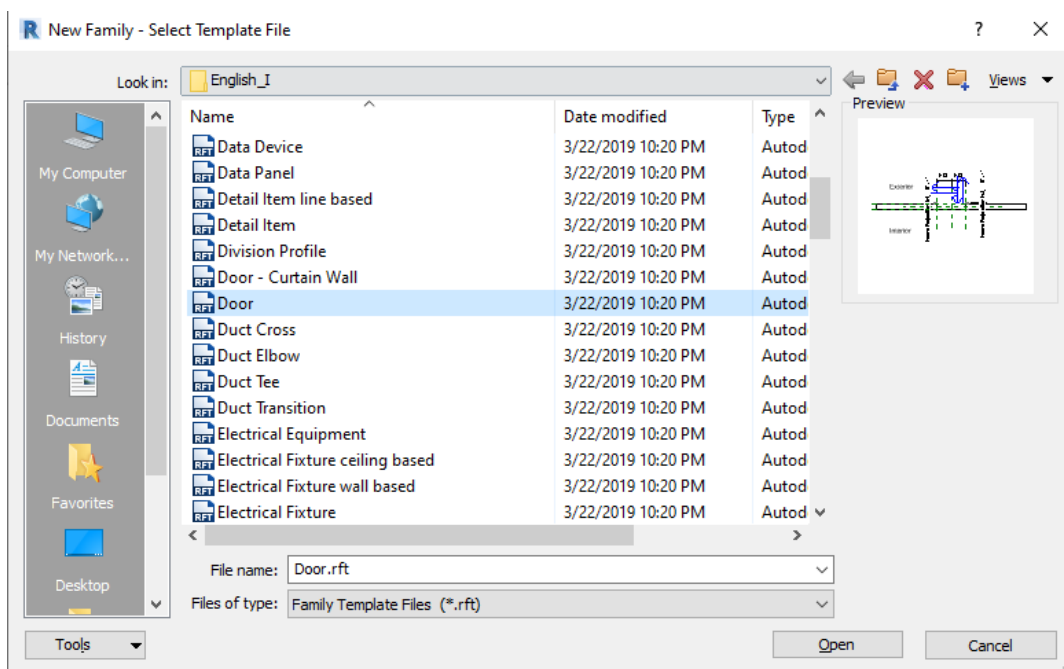 R New Family - Select Template File ?
Look in: English_I Views
Name Date modified Type
Preview
Data Device 3/22/2019 10:20 PM Autod
Data Panel 3/22/2019 10:20 PM Autod
Detail Item line based 3/22/2019 10:20 PM Autod
Detail Item 3/22/2019 10:20 PM Autod
Division Profile 3/22/2019 10:20 PM Autod
Door - Curtain Wall 3/22/2019 10:20 PM Autod
Door 3/22/2019 10:20 PM Autod
Duct Cross 3/22/2019 10:20 PM Autod
Duct Elbow 3/22/2019 10:20 PM Autod
Duct Tee 3/22/2019 10:20 PM Autod
Duct Transition 3/22/2019 10:20 PM Autod
Electrical Equipment 3/22/2019 10:20 PM Autod
Electrical Fixture ceiling based 3/22/2019 10:20 PM Autod
Electrical Fixture wall based 3/22/2019 10:20 PM Autod
Electrical Fixture 3/22/2019 10:20 PM Autod
My Computer
My Network...
History
Documents
Favorites
Desktop
Exterior
Interior
File name: Door.rft
Files of type: Family Template Files (*.rft)
Tools Open Cancel